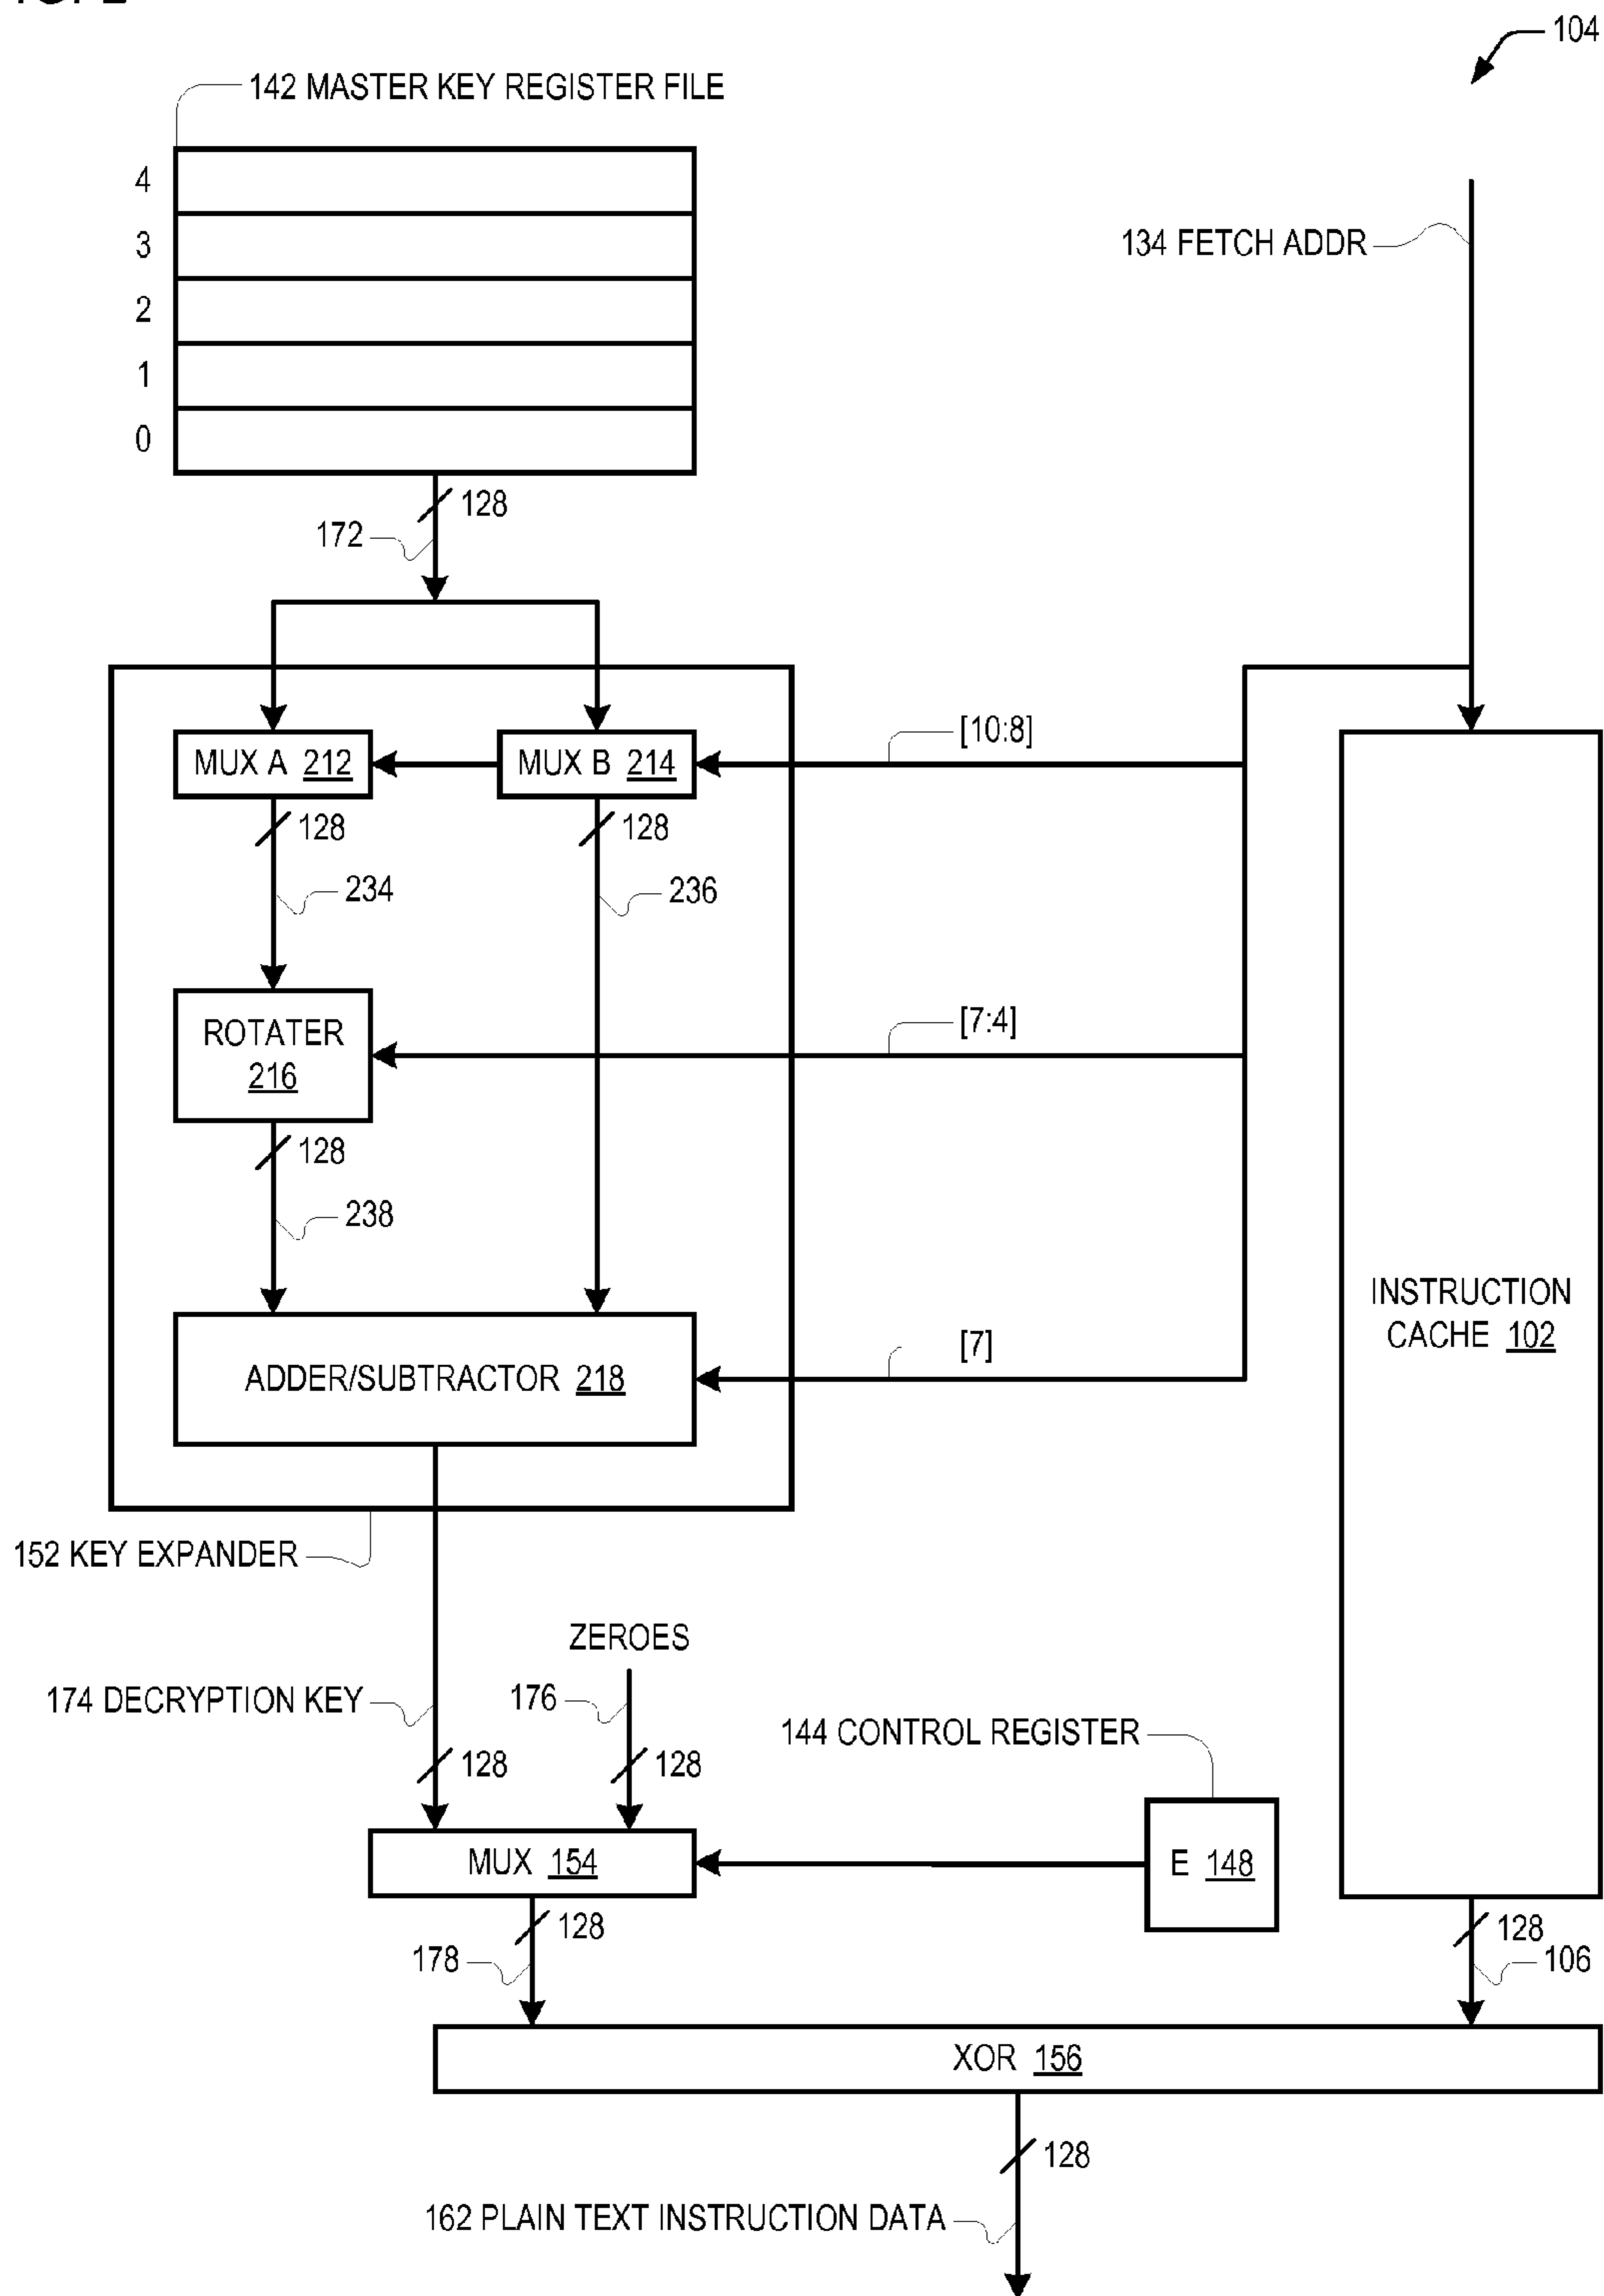 104
142 MASTER KEY REGISTER FILE
4
3
2
1
0
134 FETCH ADDR
128
172
[10:8]
MUX A 212
MUX B 214
128
128
234
236
[7:4]
ROTATER
216
128
238
[7]
ADDER/SUBTRACTOR 218
INSTRUCTION
CACHE 102
152 KEY EXPANDER
ZEROES
174 DECRYPTION KEY
176
144 CONTROL REGISTER
128
128
MUX 154
E 148
128
178
128
106
XOR 156
128
162 PLAIN TEXT INSTRUCTION DATA